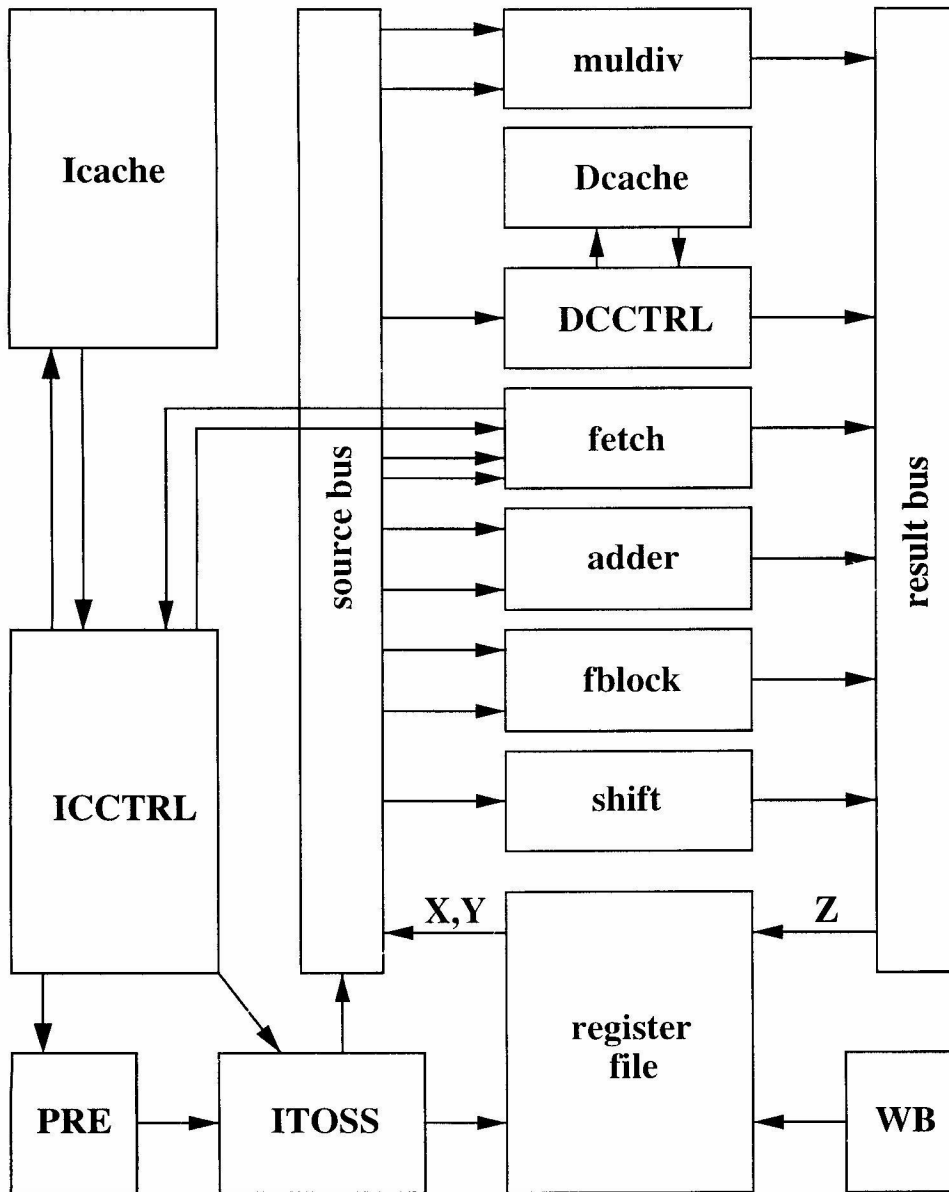 muldiv
Icache
Dcache
DCCTRL
fetch
source bus
result bus
adder
fblock
ICCTRL
shift
X,Y
Z
register
file
PRE
ITOSS
WB